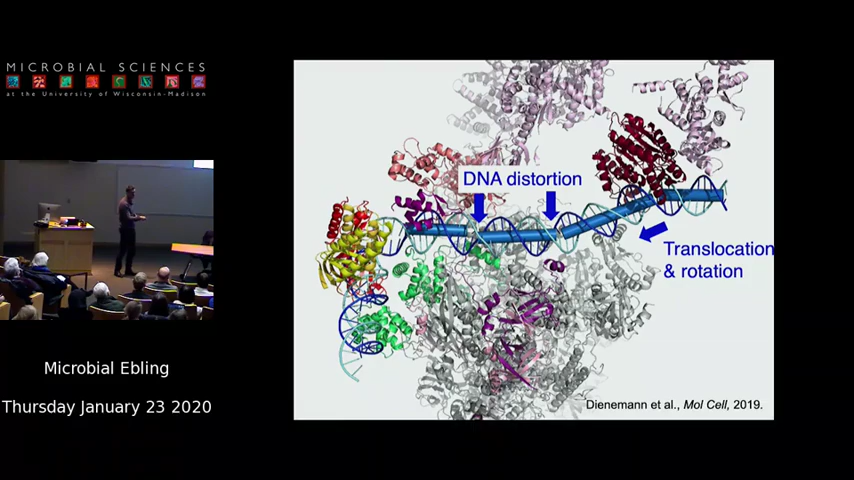 MICROBIAL SCIENCES
at the University of Wisconsin-Madison
Microbial Ebling
Thursday January 23 2020
DNA distortion
Translocation
& rotation
Dienemann et al., Mol Cell, 2019.